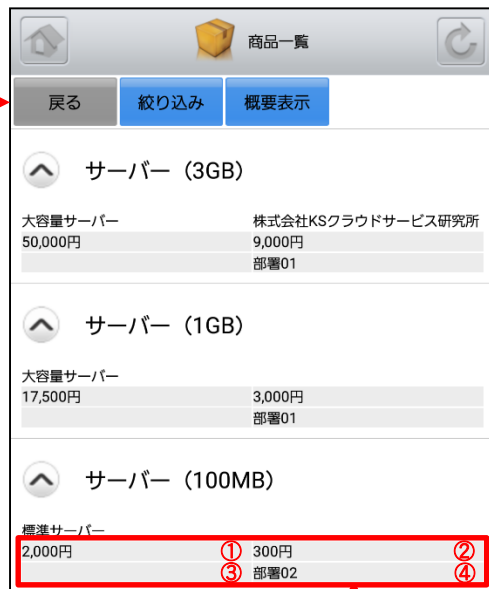 商品一覧
戻る 絞り込み 概要表示
サーバー（3GB）
大容量サーバー 株式会社KSクラウドサービス研究所
50,000円 9,000円
部署01
サーバー（1GB）
大容量サーバー
17,500円 3,000円
部署01
サーバー（100MB）
標準サーバー
2,000円 ① 300円 ②
③ 部署02 ④